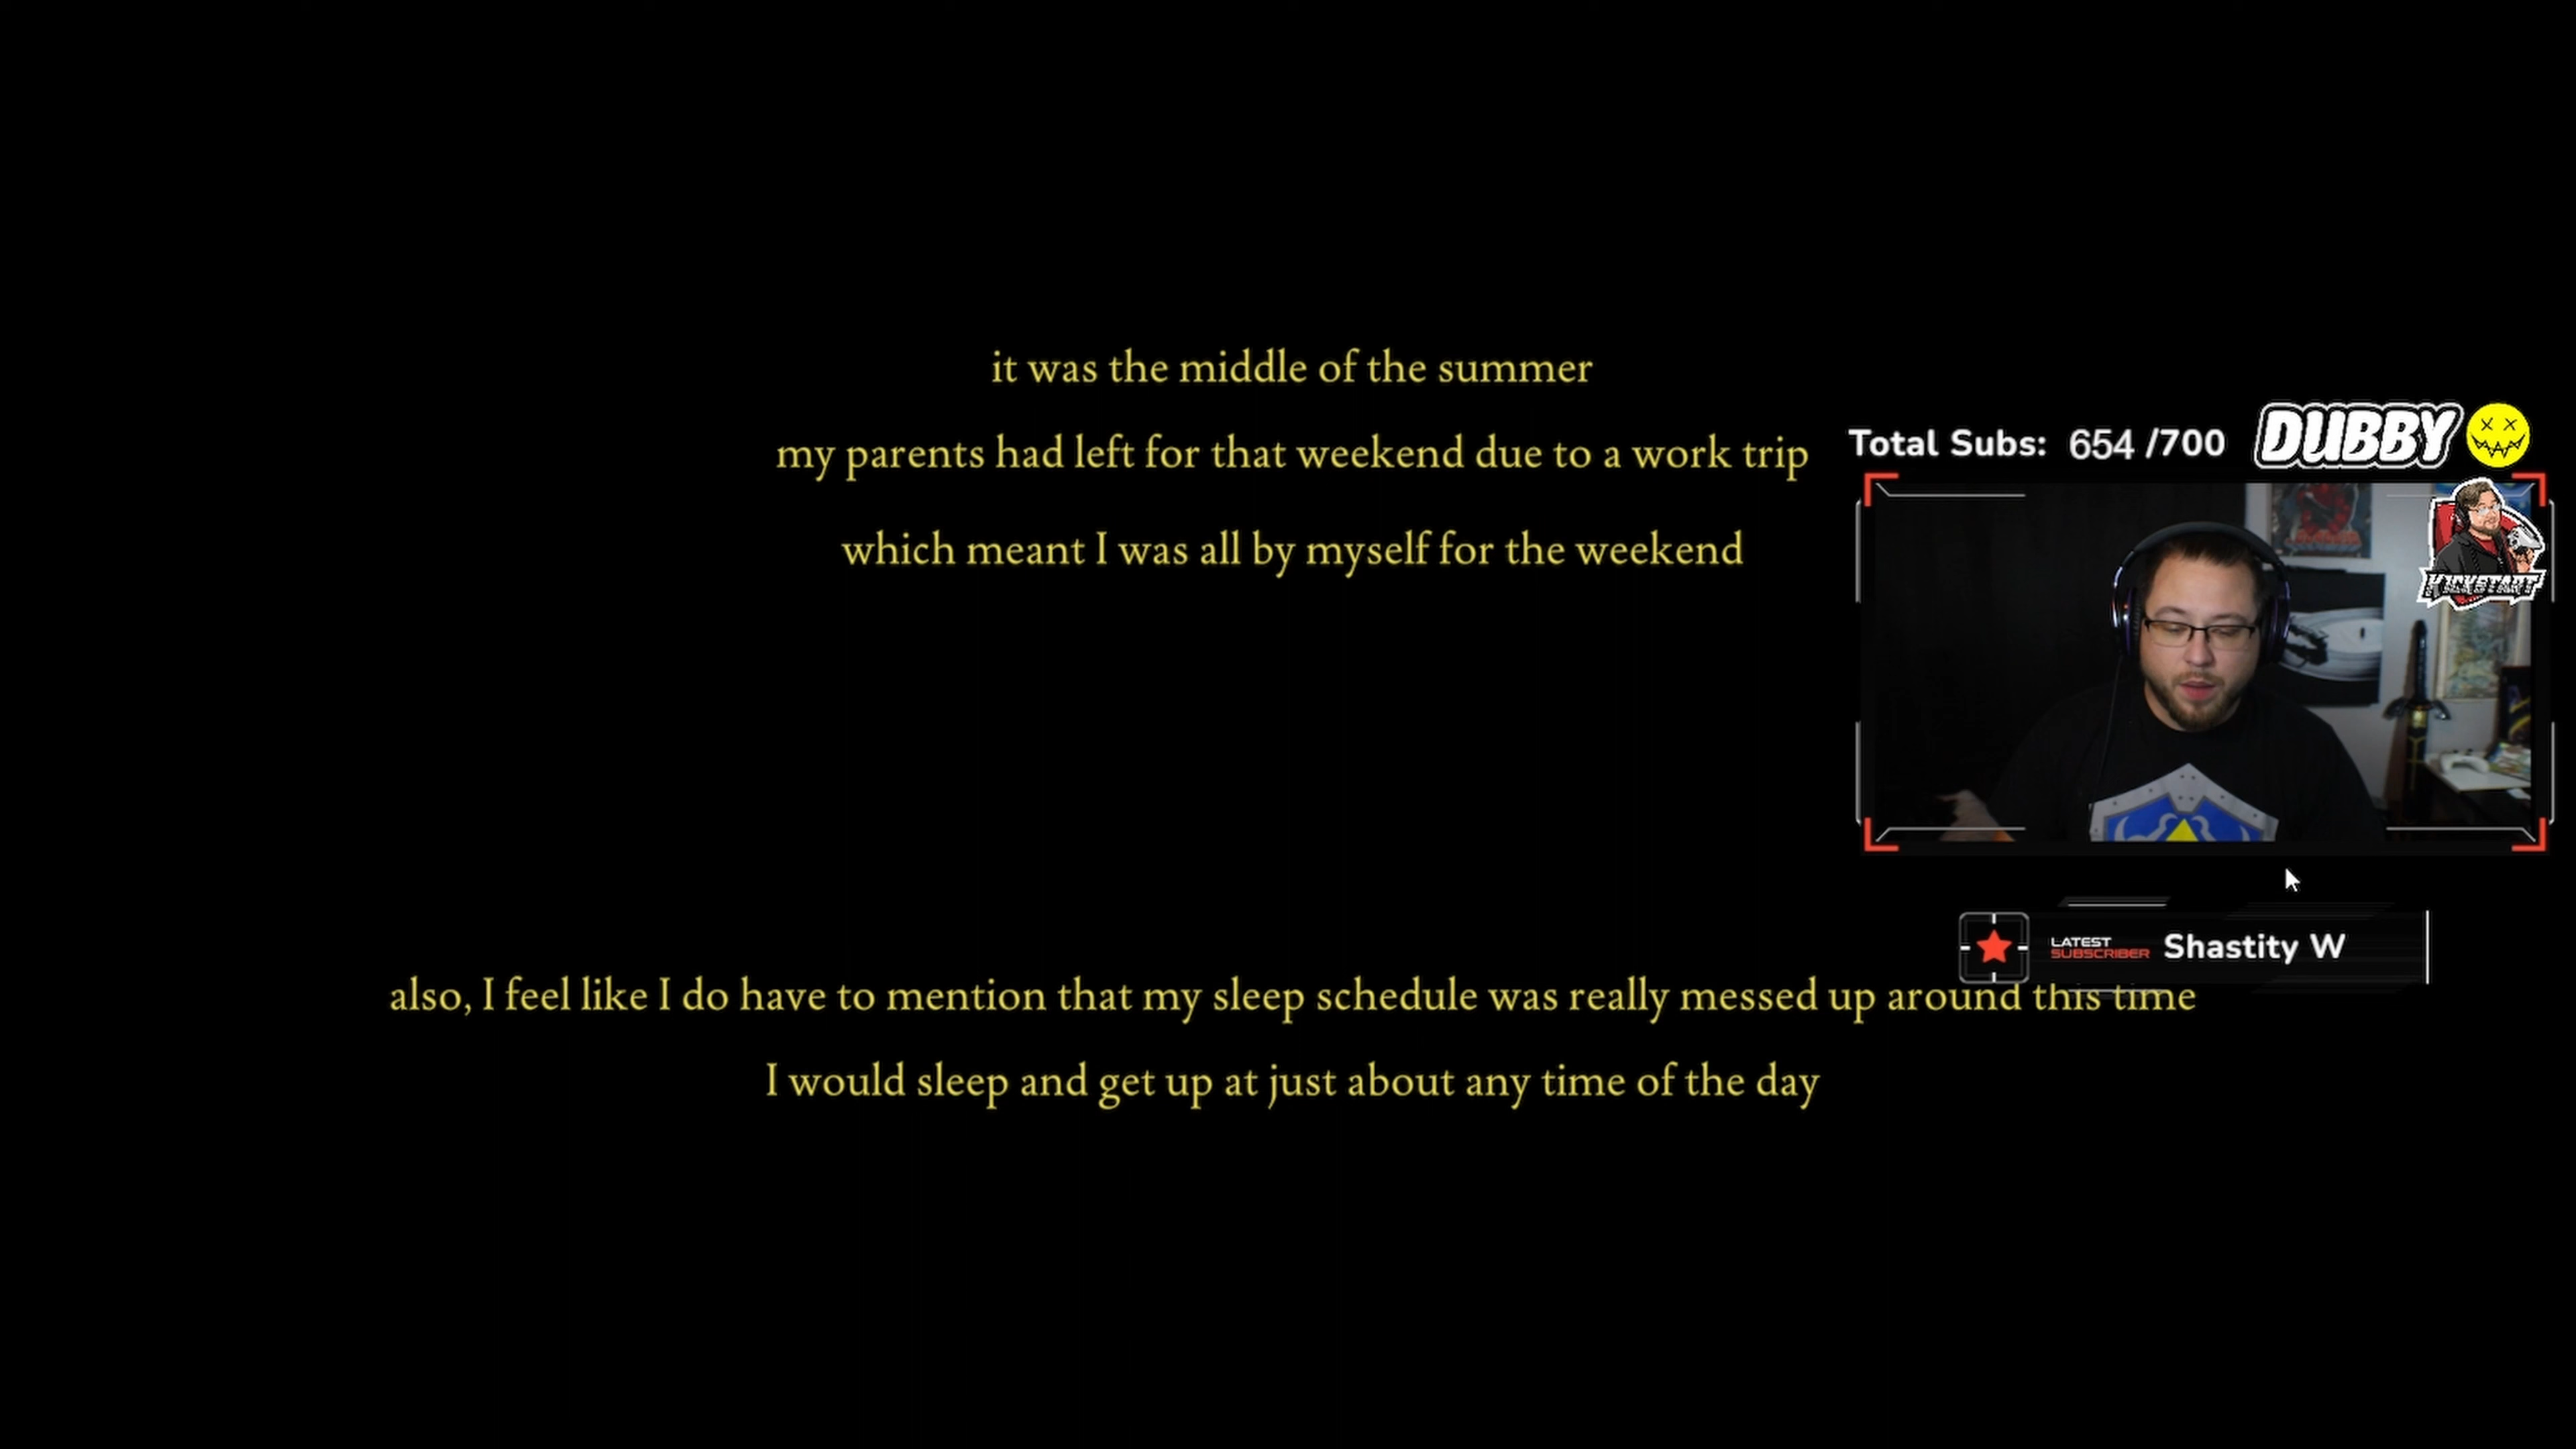 it was the middle of the summer
my parents had left for that weekend due to a work trip
which meant I was all by myself for the weekend
Total Subs: 654 /700
DUBBY
KICKSTART
LATEST
SUBSCRIBER
Shastity W
also, I feel like I do have to mention that my sleep schedule was really messed up around this time
I would sleep and get up at just about any time of the day